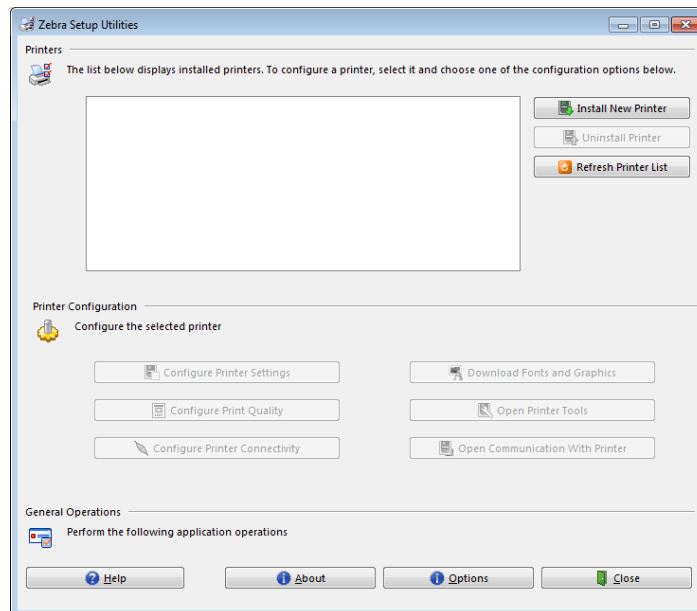 Zebra Setup Utilities
Printers
The list below displays installed printers. To configure a printer, select it and choose one of the configuration options below.
Install New Printer
Uninstall Printer
Refresh Printer List
Printer Configuration
Configure the selected printer
Configure Printer Settings
Download Fonts and Graphics
Configure Print Quality
Open Printer Tools
Configure Printer Connectivity
Open Communication With Printer
General Operations
Perform the following application operations
Help
About
Options
Close